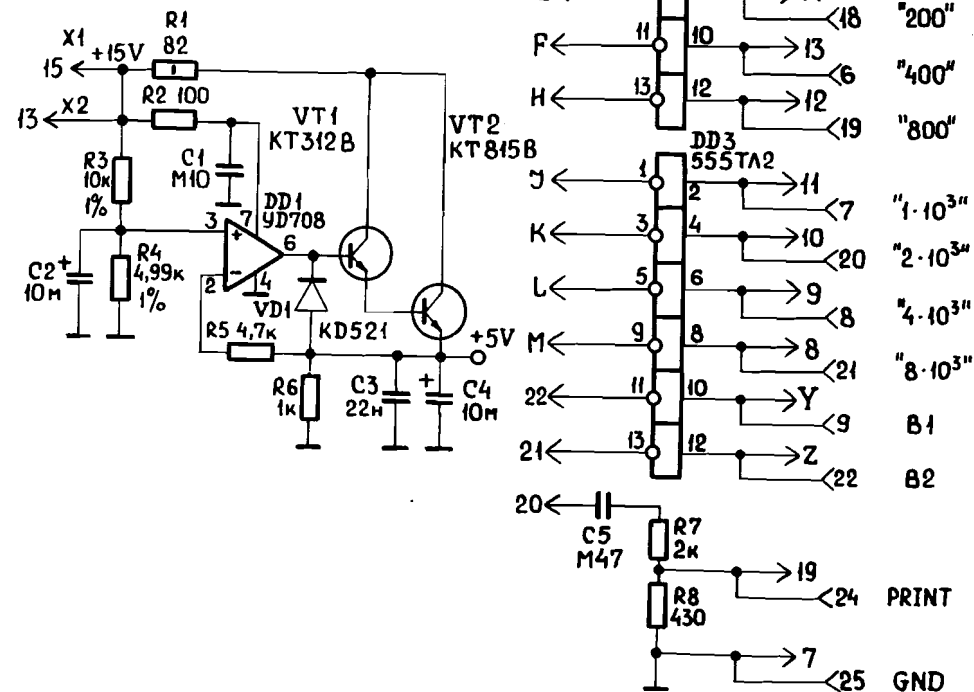 R1
82
X1
+15V
15
X2
13
R2 100
VT1
KT312B
VT2
KT815B
R3
10к
1%
C1
M10
DD1
УD708
3
7
6
2
4
+
−
C2 +
10м
R4
4,99к
1%
VD1
KD521
R5 4,7к
+5V
R6
1к
C3
22н
+
C4
10м
18 "200"
F 11 10 13
6 "400"
H 13 12 12
19 "800"
DD3
555ТЛ2
J 1 2 11
7 "1·10³"
K 3 4 10
20 "2·10³"
L 5 6 9
8 "4·10³"
M 9 8 8
21 "8·10³"
22 11 10 Y
9 B1
21 13 12 Z
22 B2
20
C5
M47
R7
2к
19
24 PRINT
R8
430
7
25 GND